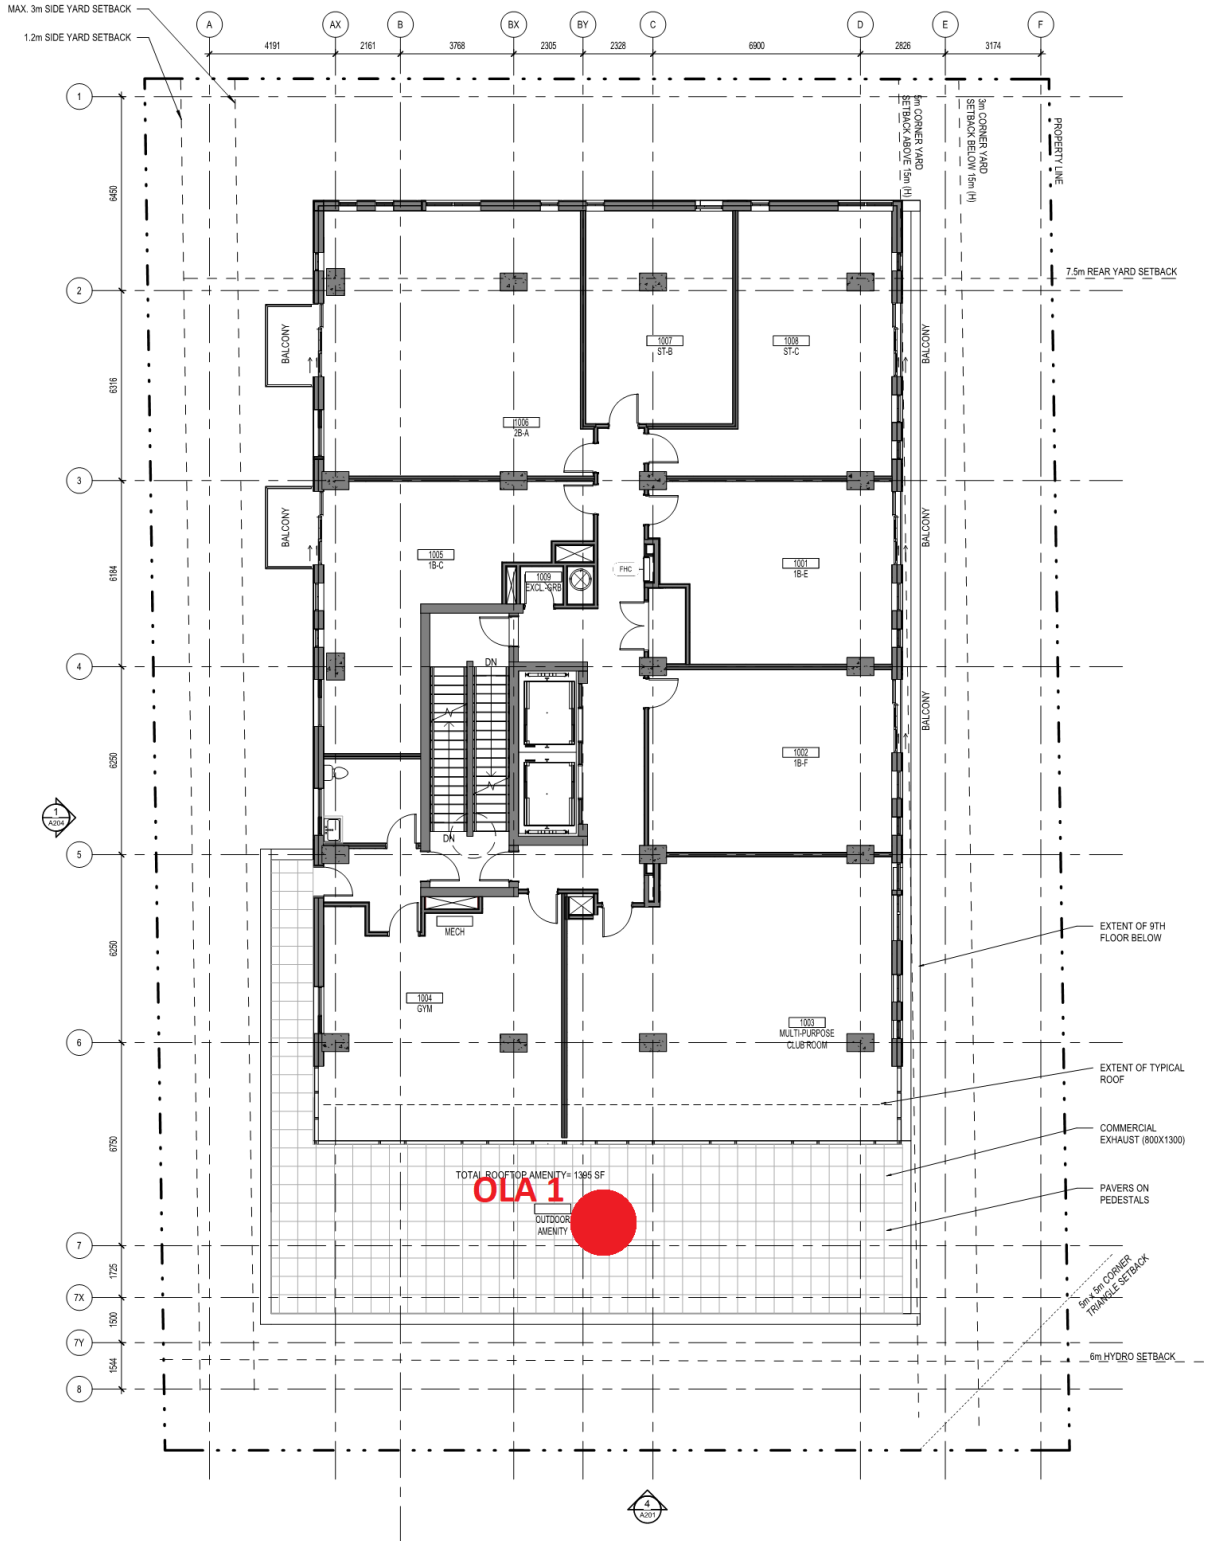 MAX. 3m SIDE YARD SETBACK
1.2m SIDE YARD SETBACK
A
AX
B
BX
BY
C
D
E
F
4191
2161
3768
2305
2328
6900
2826
3174
1
2
3
4
5
6
7
7X
7Y
8
6450
6316
6184
6250
6250
6750
1725
1500
1544
5m CORNER YARD
SETBACK ABOVE 15m (H)
3m CORNER YARD
SETBACK BELOW 15m (H)
PROPERTY LINE
7.5m REAR YARD SETBACK
BALCONY
BALCONY
BALCONY
BALCONY
BALCONY
1007
ST-B
1008
ST-C
1006
2B-A
1005
1B-C
1009
EXCL.-GRB
FHC
1001
1B-E
DN
1002
1B-F
DN
1
A204
MECH
1004
GYM
1003
MULTI-PURPOSE
CLUB ROOM
EXTENT OF 9TH
FLOOR BELOW
EXTENT OF TYPICAL
ROOF
COMMERCIAL
EXHAUST (800X1300)
PAVERS ON
PEDESTALS
TOTAL ROOFTOP AMENITY= 1395 SF
OLA 1
OUTDOOR
AMENITY
5m x 5m CORNER
TRIANGLE SETBACK
6m HYDRO SETBACK
4
A201